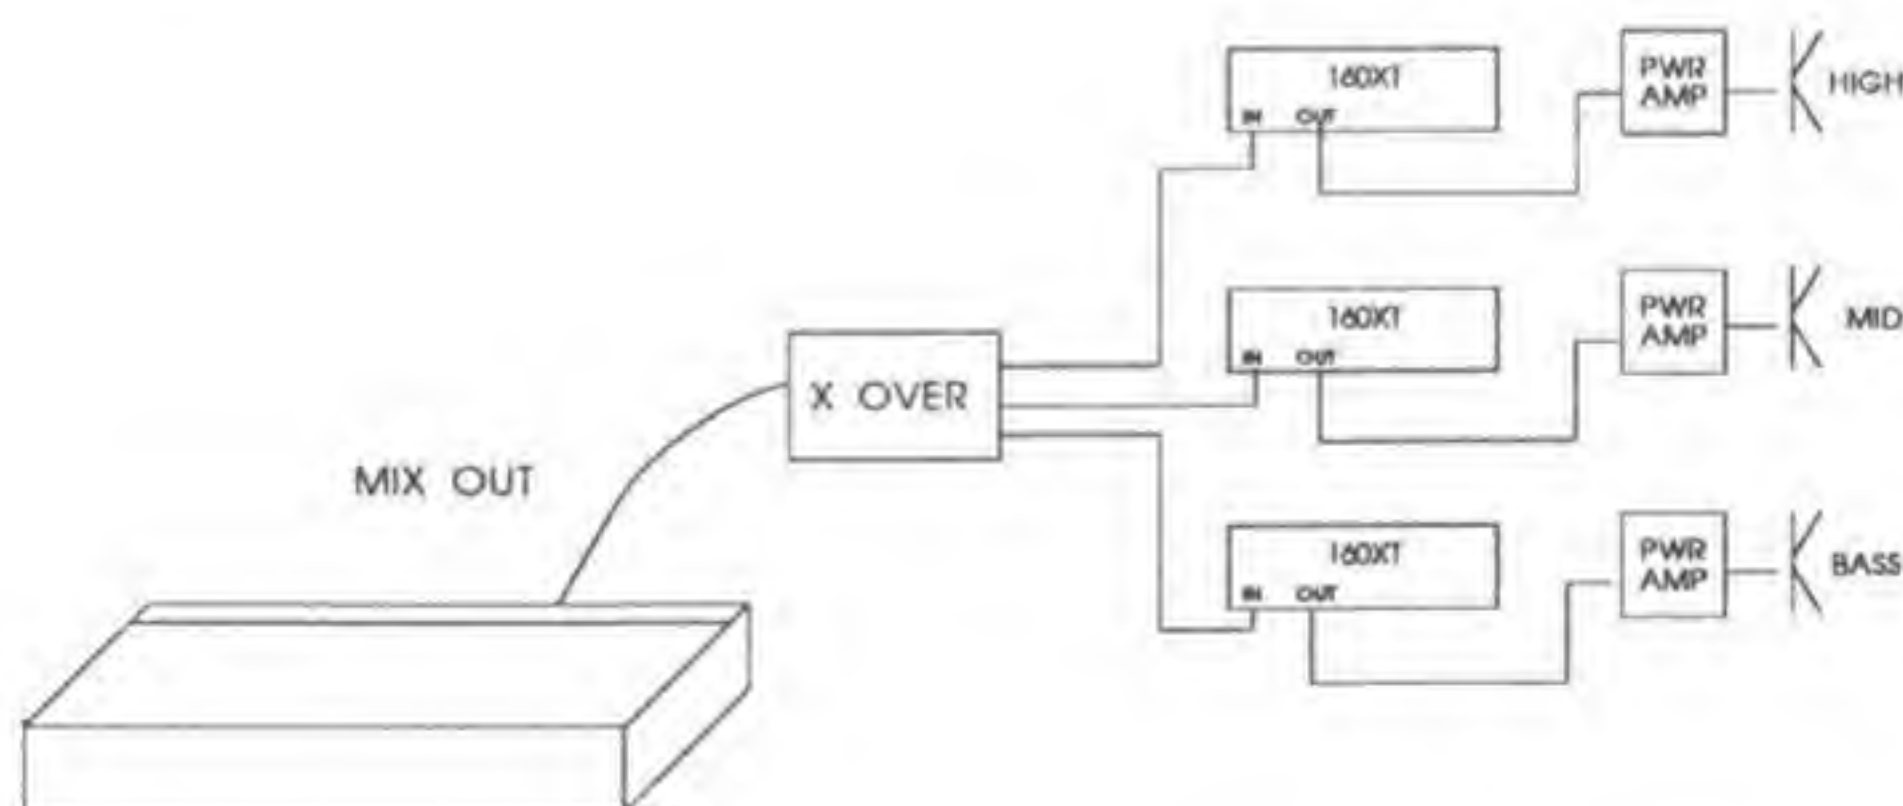 160XT
IN OUT
PWR
AMP
HIGH
160XT
IN OUT
PWR
AMP
MID
X OVER
MIX OUT
160XT
IN OUT
PWR
AMP
BASS